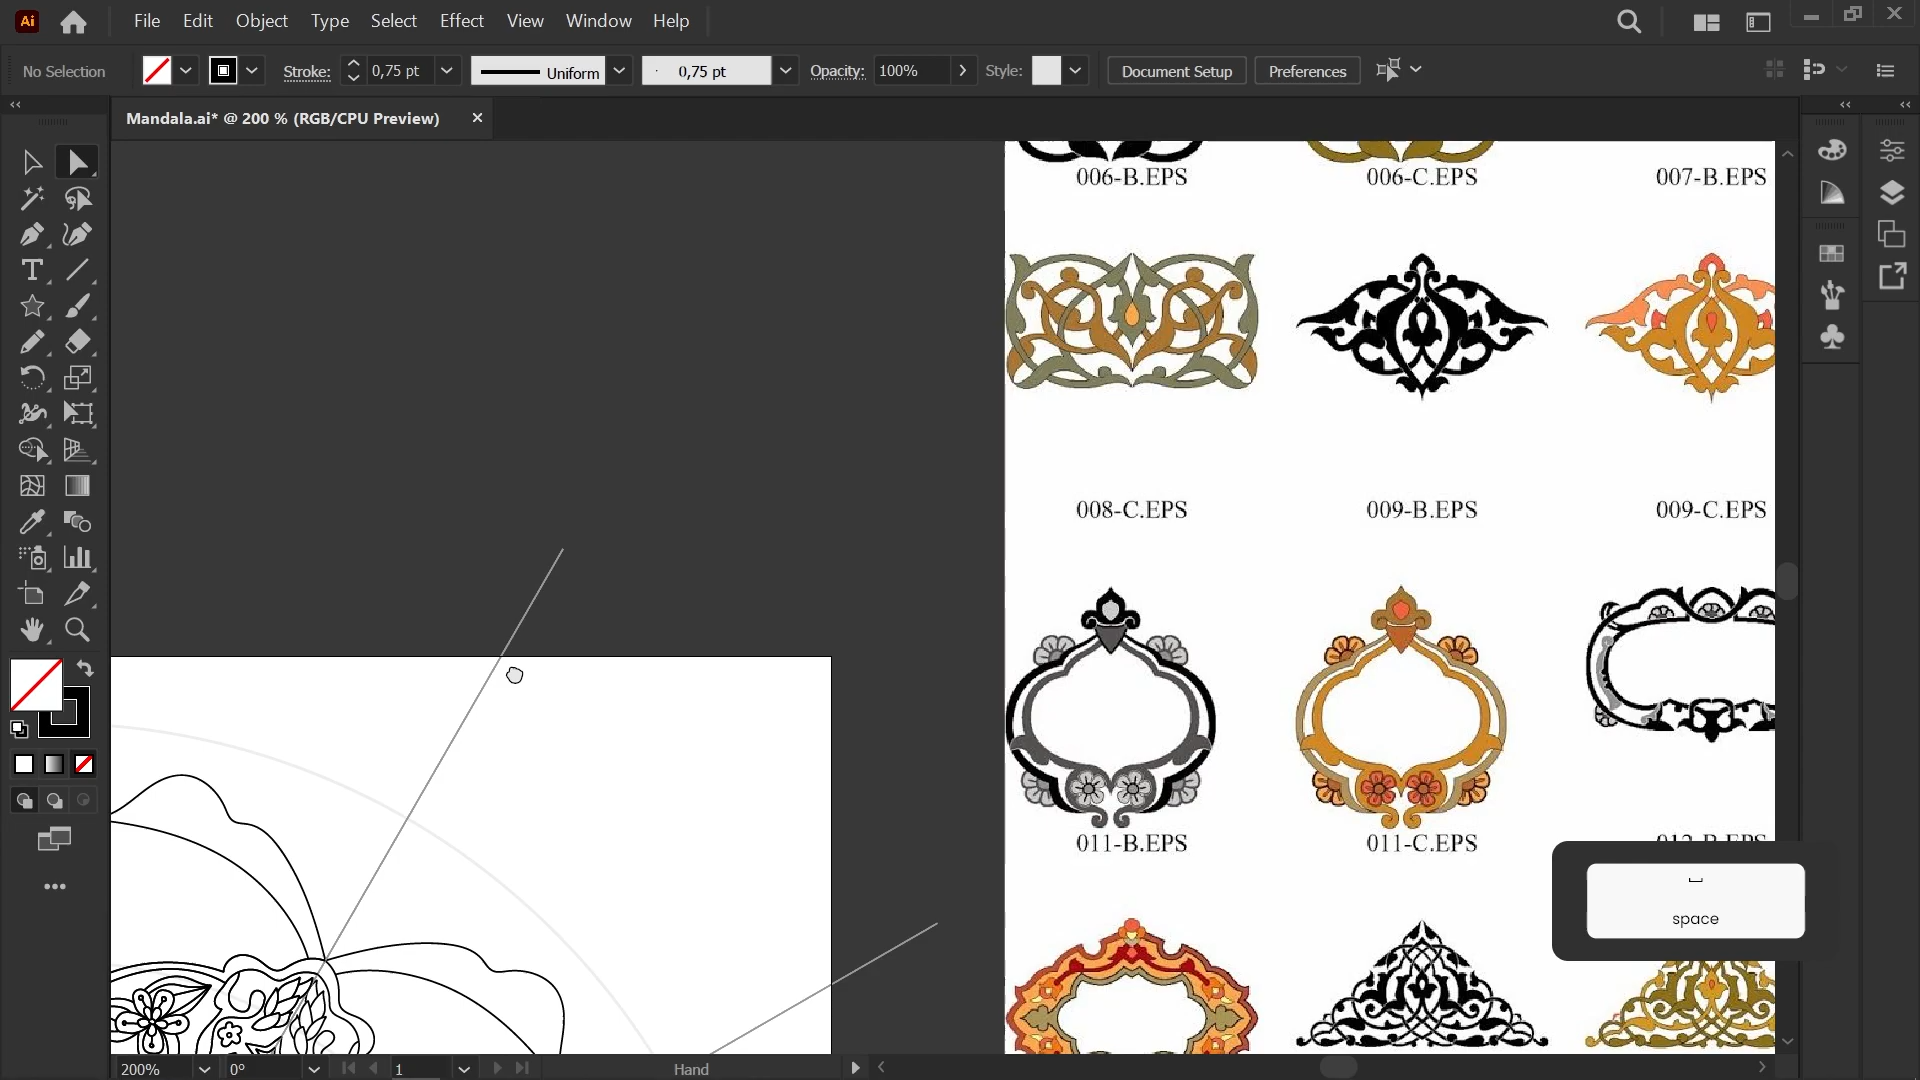 Ai File Edit Object Type Select Effect View Window Help
No Selection Stroke: 0,75 pt Uniform 0,75 pt Opacity: 100% Style: Document Setup Preferences
Mandala.ai* @ 200 % (RGB/CPU Preview)
006-B.EPS 006-C.EPS 007-B.EPS
008-C.EPS 009-B.EPS 009-C.EPS
011-B.EPS 011-C.EPS
space
200% 0° 1 Hand